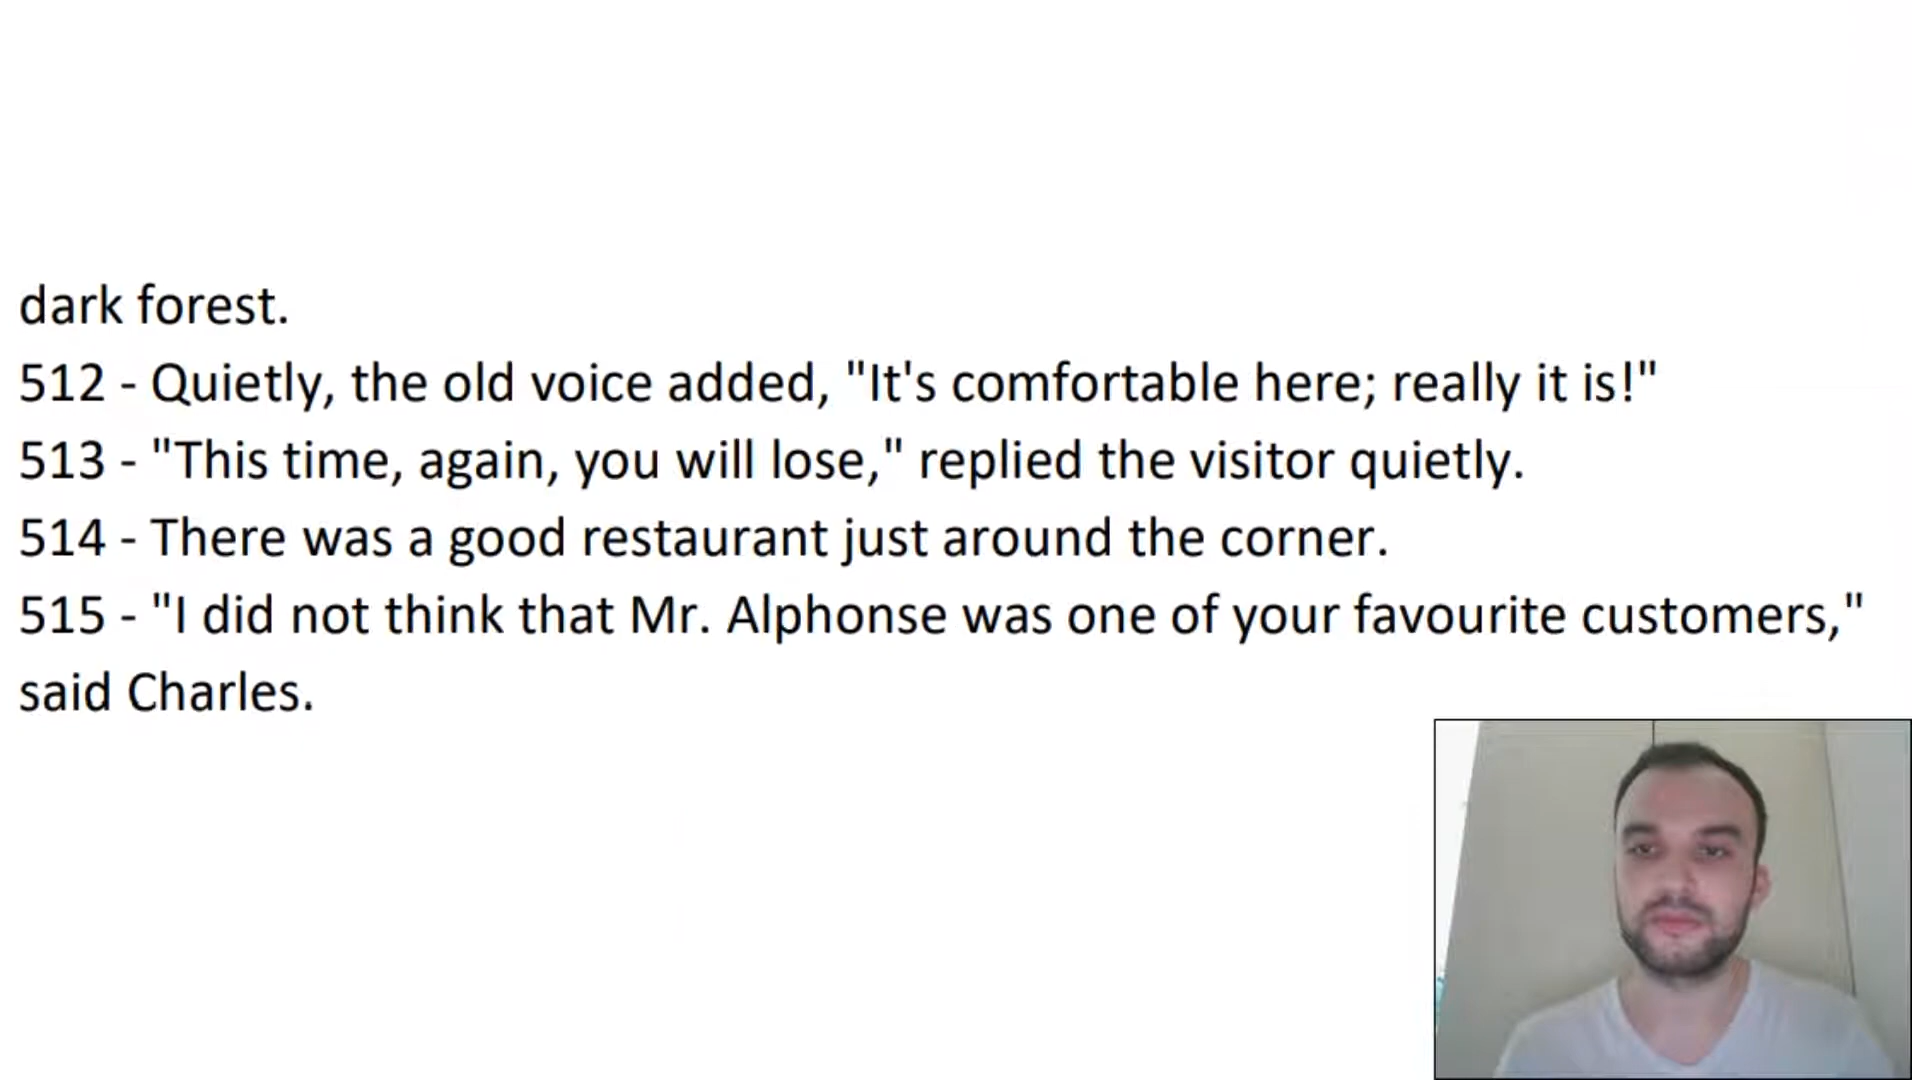 dark forest.
512 - Quietly, the old voice added, "It's comfortable here; really it is!"
513 - "This time, again, you will lose," replied the visitor quietly.
514 - There was a good restaurant just around the corner.
515 - "I did not think that Mr. Alphonse was one of your favourite customers,"
said Charles.